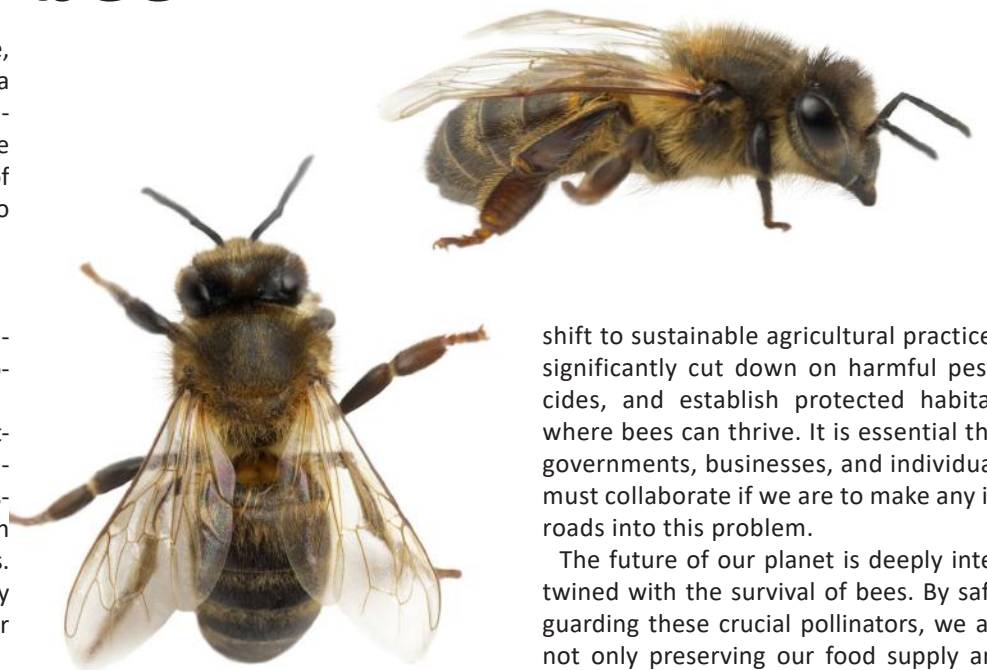 e,
a
-
e
of
o
-
-
-
-
-
n
s.
y
r
shift to sustainable agricultural practice
significantly cut down on harmful pes
cides, and establish protected habita
where bees can thrive. It is essential th
governments, businesses, and individua
must collaborate if we are to make any i
roads into this problem.
The future of our planet is deeply inte
twined with the survival of bees. By saf
guarding these crucial pollinators, we a
not only preserving our food supply an